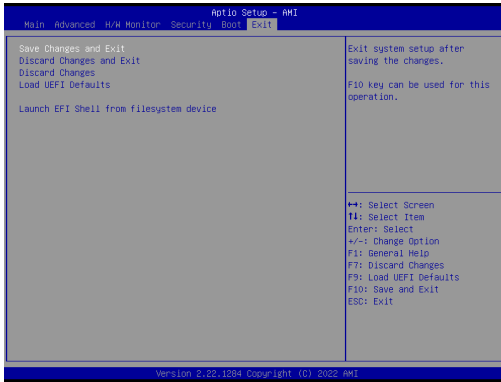 Aptio Setup - AMI
Main Advanced H/W Monitor Security Boot Exit
Save Changes and Exit
Discard Changes and Exit
Discard Changes
Load UEFI Defaults
Launch EFI Shell from filesystem device
Exit system setup after
saving the changes.
F10 key can be used for this
operation.
↔: Select Screen
↑↓: Select Item
Enter: Select
+/-: Change Option
F1: General Help
F7: Discard Changes
F9: Load UEFI Defaults
F10: Save and Exit
ESC: Exit
Version 2.22.1284 Copyright (C) 2022 AMI